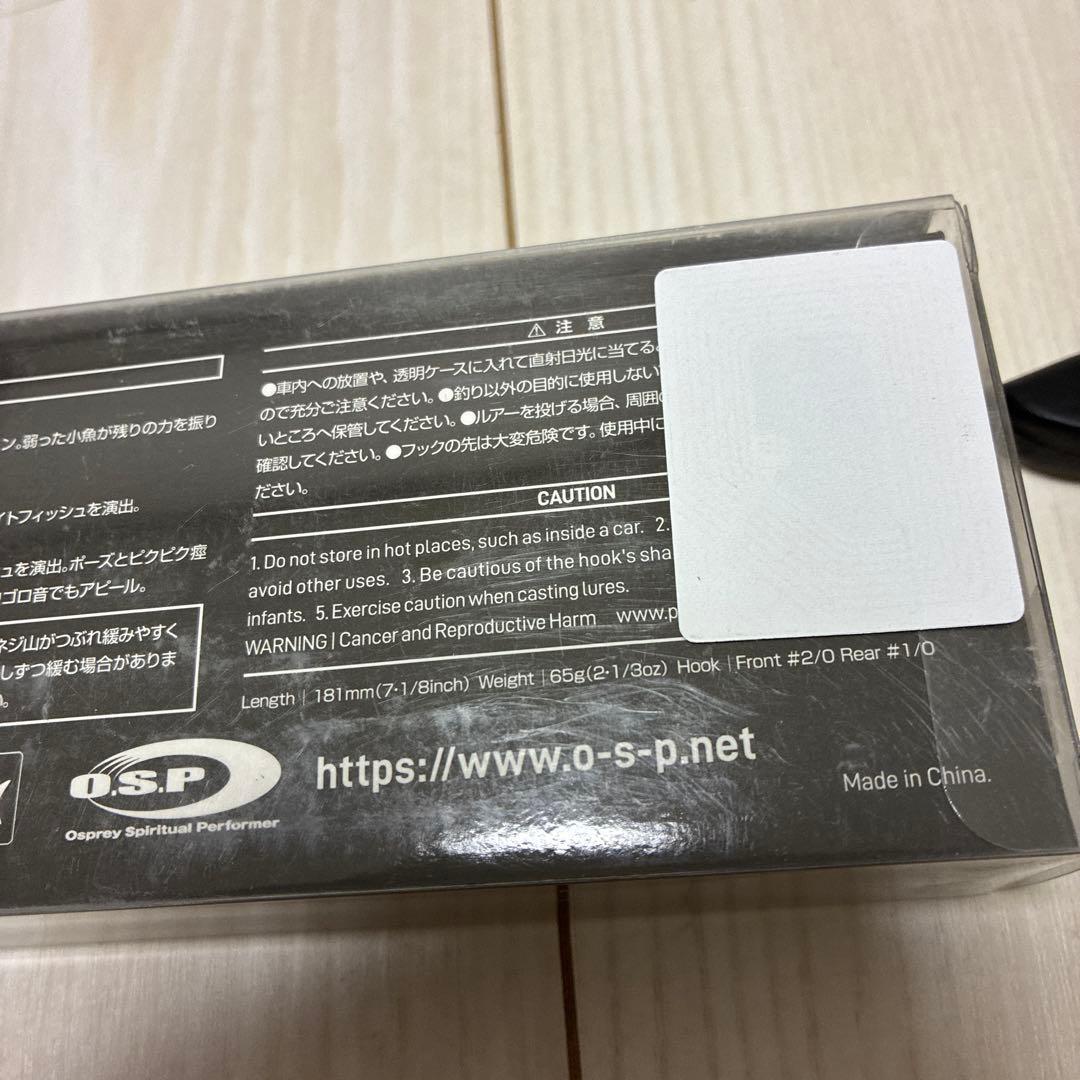 ン。弱った小魚が残りの力を振り
イトフィッシュを演出。
ュを演出。ポーズとピクピク痙
ゴロ音でもアピール。
ネジ山がつぶれ緩みやすく
しずつ緩む場合がありま
。
⚠ 注 意
●車内への放置や、透明ケースに入れて直射日光に当てる
ので充分ご注意ください。●釣り以外の目的に使用しない
いところへ保管してください。●ルアーを投げる場合、周囲
確認してください。●フックの先は大変危険です。使用中に
ださい。
CAUTION
1. Do not store in hot places, such as inside a car. 2.
avoid other uses. 3. Be cautious of the hook's sha
infants. 5. Exercise caution when casting lures.
WARNING | Cancer and Reproductive Harm www.p
Length | 181mm(7・1/8inch) Weight | 65g(2・1/3oz) Hook | Front #2/0 Rear #1/0
O.S.P
Osprey Spiritual Performer
https://www.o-s-p.net
Made in China.